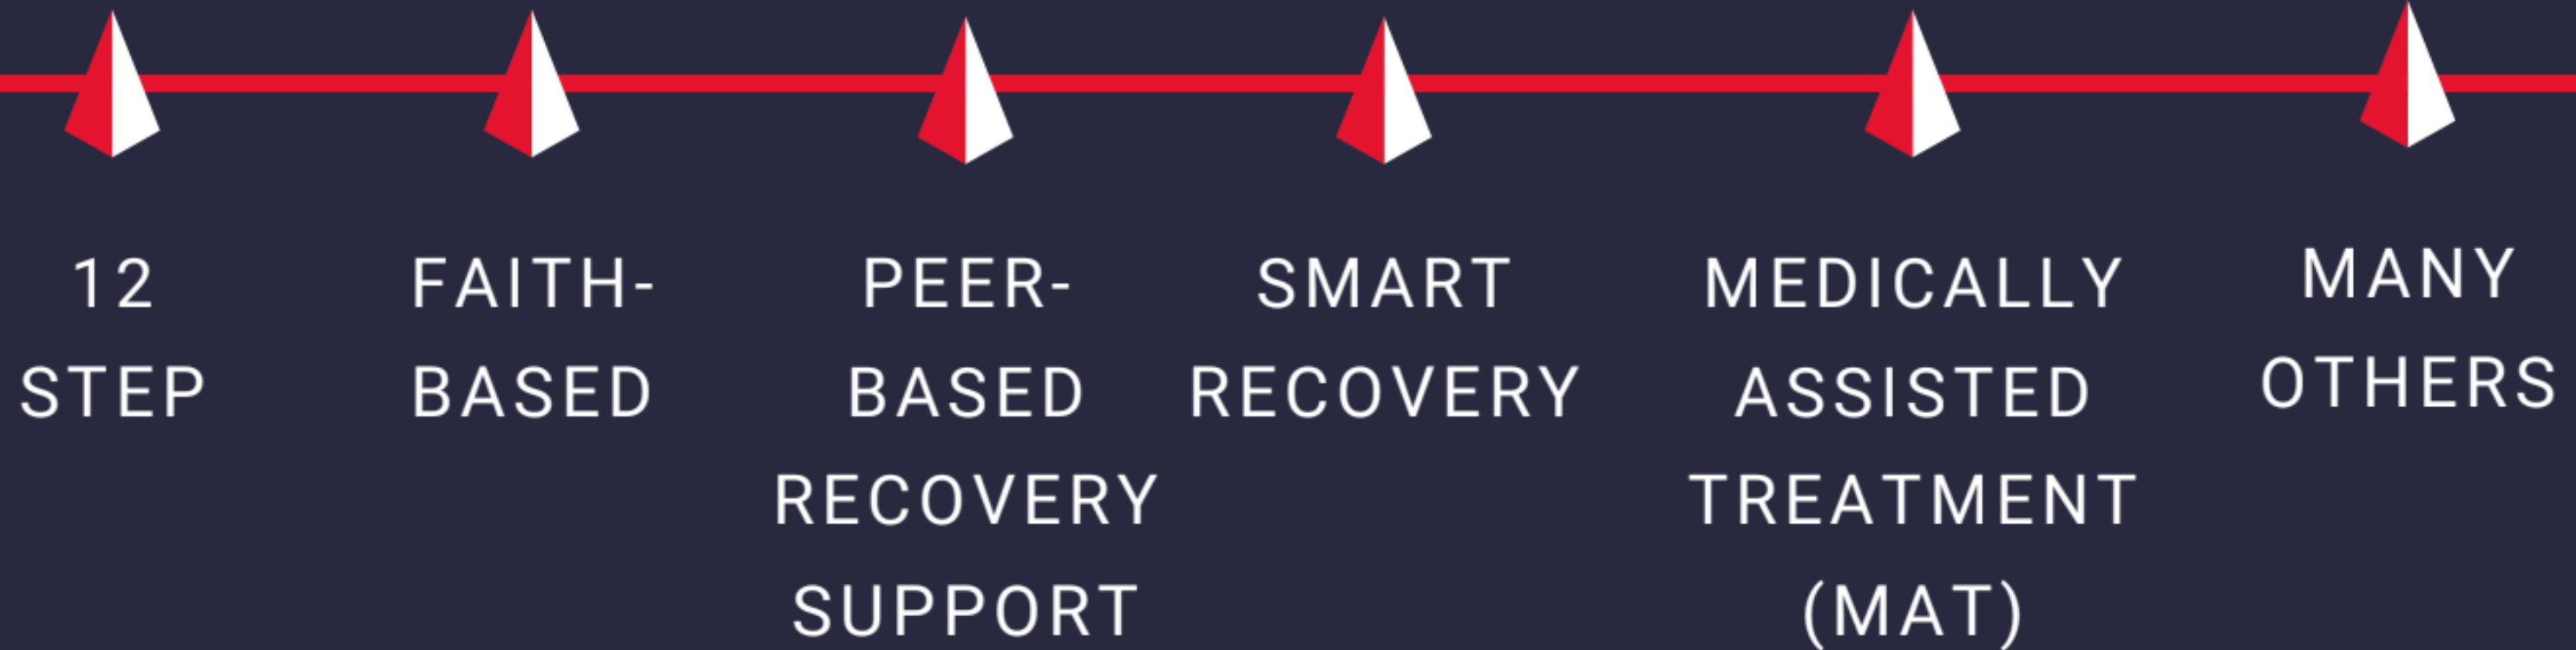 12
STEP
FAITH-
BASED
PEER-
BASED
RECOVERY
SUPPORT
SMART
RECOVERY
MEDICALLY
ASSISTED
TREATMENT
(MAT)
MANY
OTHERS